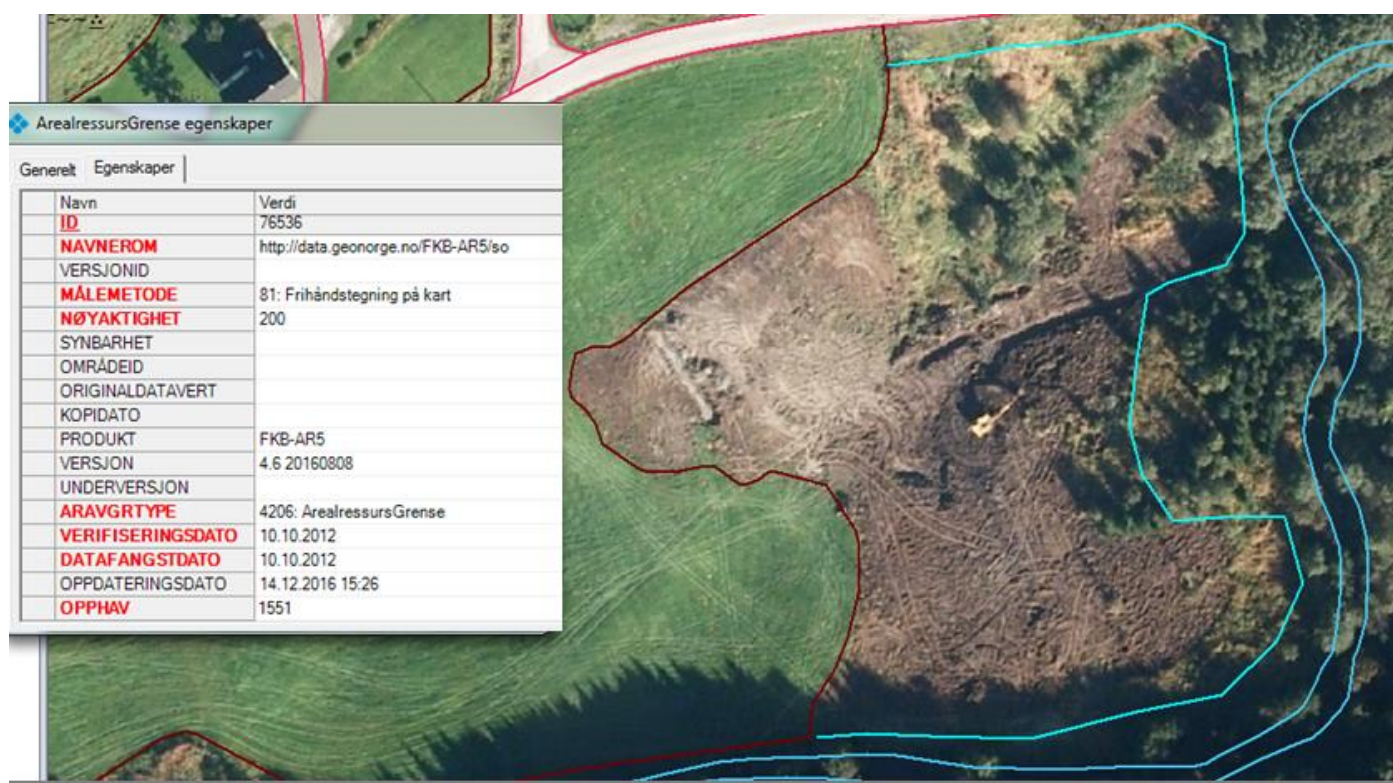 ArealressursGrense egenskaper
Generelt Egenskaper
Navn Verdi
ID 76536
NAVNEROM http://data.geonorge.no/FKB-AR5/so
VERSJONID
MÅLEMETODE 81: Frihåndstegning på kart
NØYAKTIGHET 200
SYNBARHET
OMRÅDEID
ORIGINALDATAVERT
KOPIDATO
PRODUKT FKB-AR5
VERSJON 4.6 20160808
UNDERVERSJON
ARAVGRTYPE 4206: ArealressursGrense
VERIFISERINGSDATO 10.10.2012
DATAFANGSTDATO 10.10.2012
OPPDATERINGSDATO 14.12.2016 15:26
OPPHAV 1551